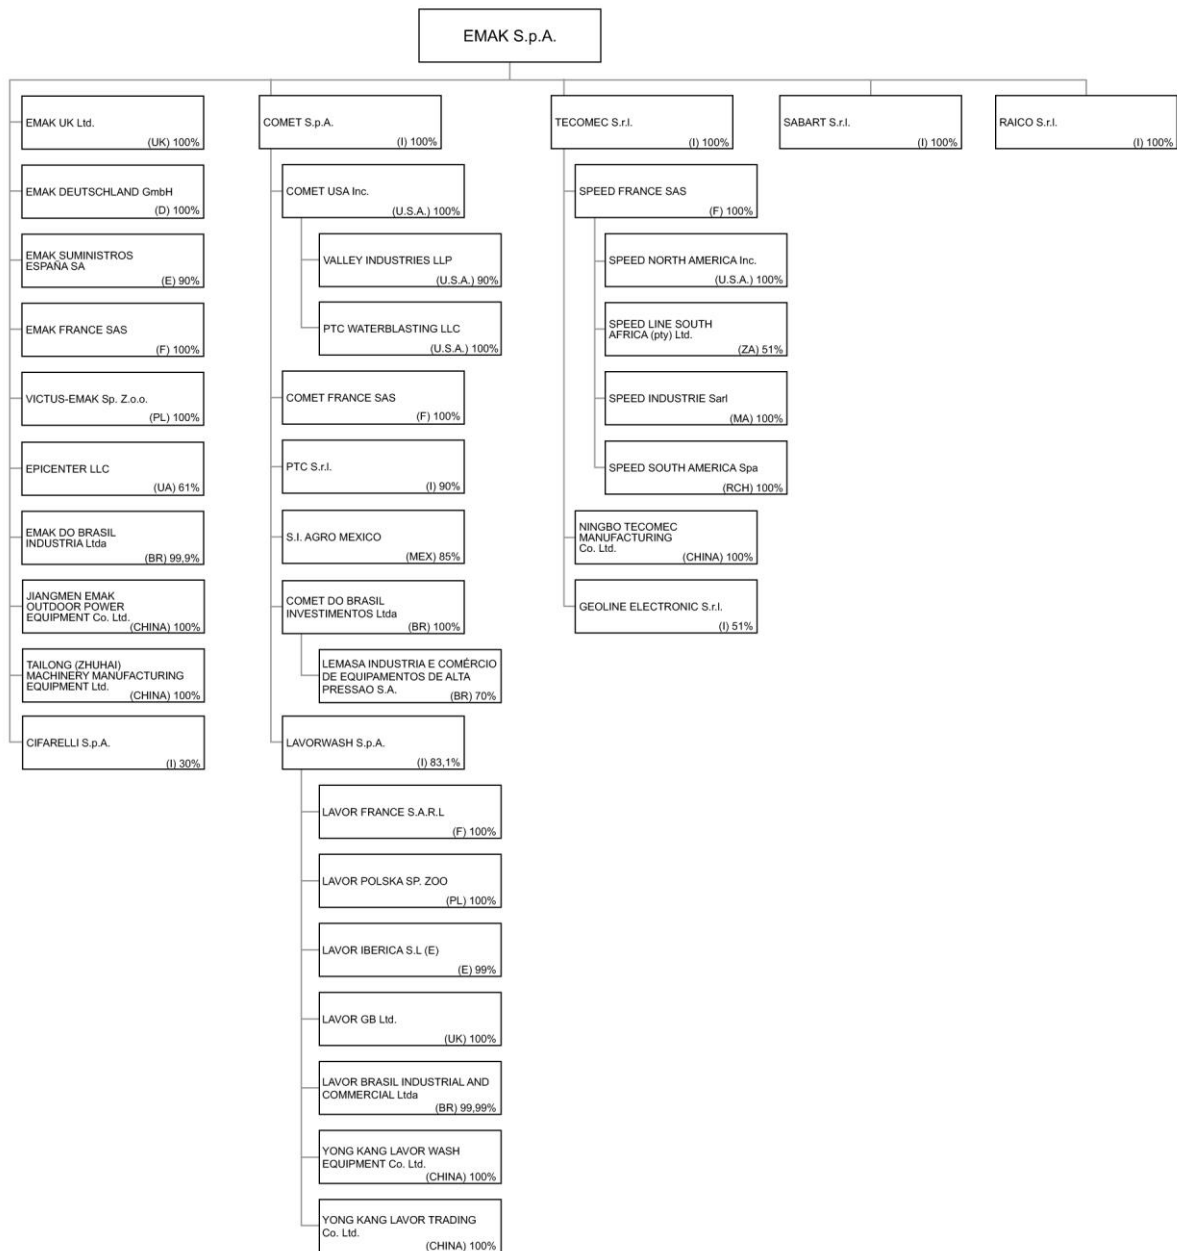 EMAK S.p.A.
EMAK UK Ltd.
(UK) 100%
EMAK DEUTSCHLAND GmbH
(D) 100%
EMAK SUMINISTROS
ESPAÑA SA
(E) 90%
EMAK FRANCE SAS
(F) 100%
VICTUS-EMAK Sp. Z.o.o.
(PL) 100%
EPICENTER LLC
(UA) 61%
EMAK DO BRASIL
INDUSTRIA Ltda
(BR) 99,9%
JIANGMEN EMAK
OUTDOOR POWER
EQUIPMENT Co. Ltd.
(CHINA) 100%
TAILONG (ZHUHAI)
MACHINERY MANUFACTURING
EQUIPMENT Ltd.
(CHINA) 100%
CIFARELLI S.p.A.
(I) 30%
COMET S.p.A.
(I) 100%
COMET USA Inc.
(U.S.A.) 100%
VALLEY INDUSTRIES LLP
(U.S.A.) 90%
PTC WATERBLASTING LLC
(U.S.A.) 100%
COMET FRANCE SAS
(F) 100%
PTC S.r.l.
(I) 90%
S.I. AGRO MEXICO
(MEX) 85%
COMET DO BRASIL
INVESTIMENTOS Ltda
(BR) 100%
LEMASA INDUSTRIA E COMÉRCIO
DE EQUIPAMENTOS DE ALTA
PRESSAO S.A.
(BR) 70%
LAVORWASH S.p.A.
(I) 83,1%
LAVOR FRANCE S.A.R.L
(F) 100%
LAVOR POLSKA SP. ZOO
(PL) 100%
LAVOR IBERICA S.L (E)
(E) 99%
LAVOR GB Ltd.
(UK) 100%
LAVOR BRASIL INDUSTRIAL AND
COMMERCIAL Ltda
(BR) 99,99%
YONG KANG LAVOR WASH
EQUIPMENT Co. Ltd.
(CHINA) 100%
YONG KANG LAVOR TRADING
Co. Ltd.
(CHINA) 100%
TECOMEC S.r.l.
(I) 100%
SPEED FRANCE SAS
(F) 100%
SPEED NORTH AMERICA Inc.
(U.S.A.) 100%
SPEED LINE SOUTH
AFRICA (pty) Ltd.
(ZA) 51%
SPEED INDUSTRIE Sarl
(MA) 100%
SPEED SOUTH AMERICA Spa
(RCH) 100%
NINGBO TECOMEC
MANUFACTURING
Co. Ltd.
(CHINA) 100%
GEOLINE ELECTRONIC S.r.l.
(I) 51%
SABART S.r.l.
(I) 100%
RAICO S.r.l.
(I) 100%